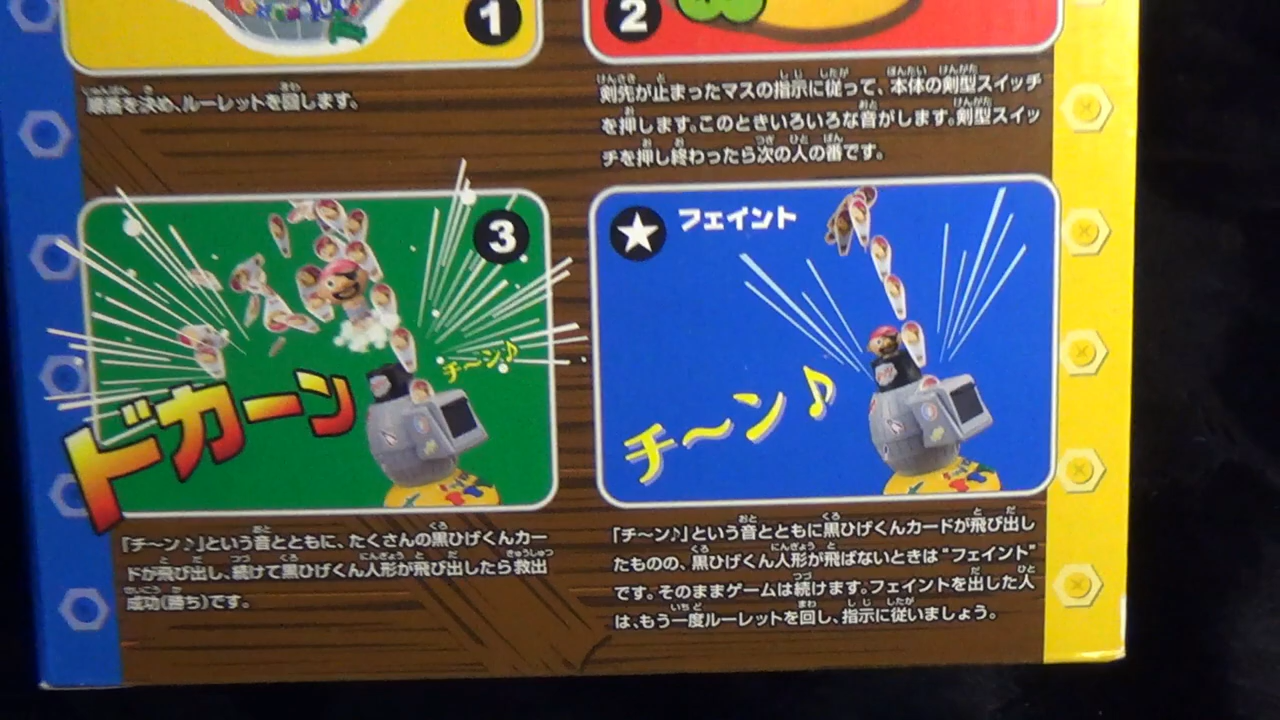 1
2
順番を決め、ルーレットを回します。
剣先が止まったマスの指示に従って、本体の剣型スイッチ
を押します。このときいろいろな音がします。剣型スイッ
チを押し終わったら次の人の番です。
3
チ〜ン♪
ドカーン
「チ〜ン♪」という音とともに、たくさんの黒ひげくんカー
ドが飛び出し、続けて黒ひげくん人形が飛び出したら救出
成功(勝ち)です。
★ フェイント
チ〜ン♪
「チ〜ン♪」という音とともに黒ひげくんカードが飛び出し
たものの、黒ひげくん人形が飛ばないときは“フェイント”
です。そのままゲームは続けます。フェイントを出した人
は、もう一度ルーレットを回し、指示に従いましょう。